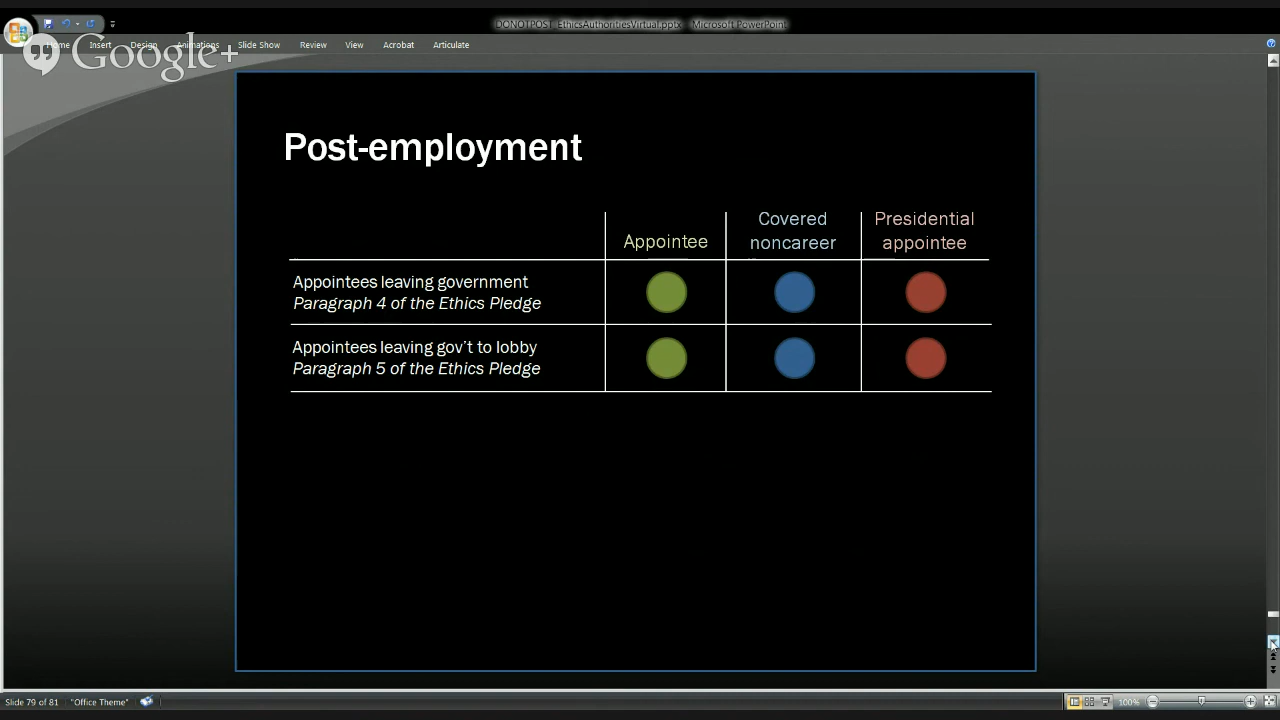 DONOTPOST_EthicsAuthoritiesVirtual.pptx - Microsoft PowerPoint
Home Insert Design Animations Slide Show Review View Acrobat Articulate
Google+
Post-employment
Appointee
Covered
noncareer
Presidential
appointee
Appointees leaving government
Paragraph 4 of the Ethics Pledge
Appointees leaving gov't to lobby
Paragraph 5 of the Ethics Pledge
Slide 79 of 81 "Office Theme" 100%